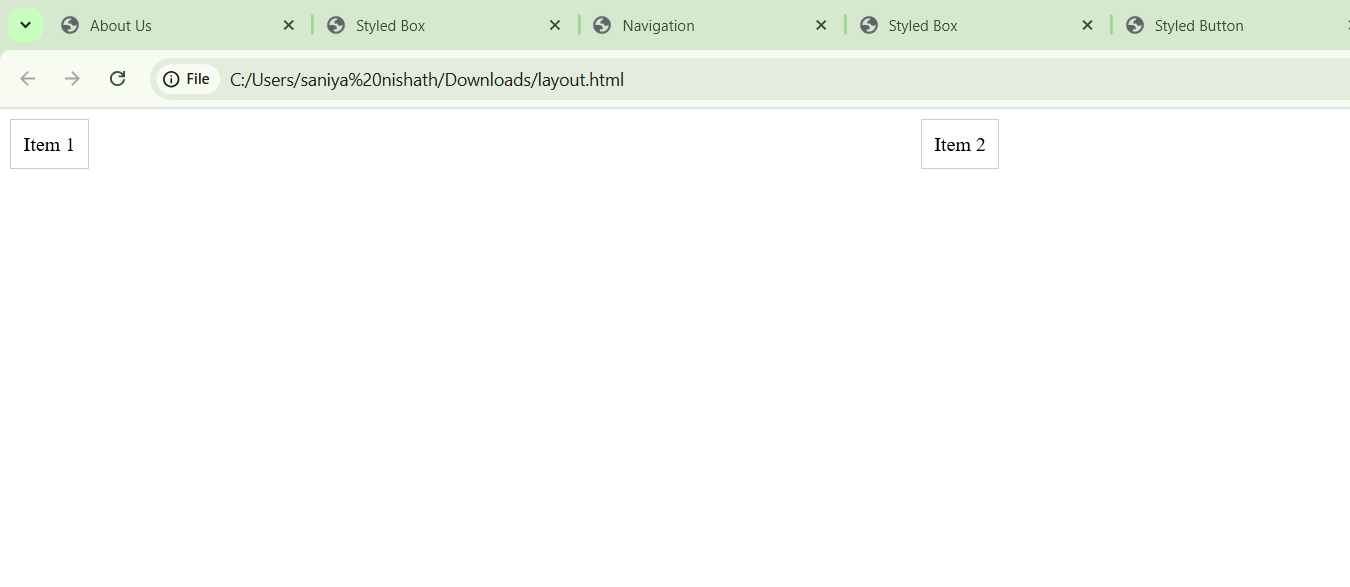 About Us
Styled Box
Navigation
Styled Box
Styled Button
File
C:/Users/saniya%20nishath/Downloads/layout.html
Item 1
Item 2